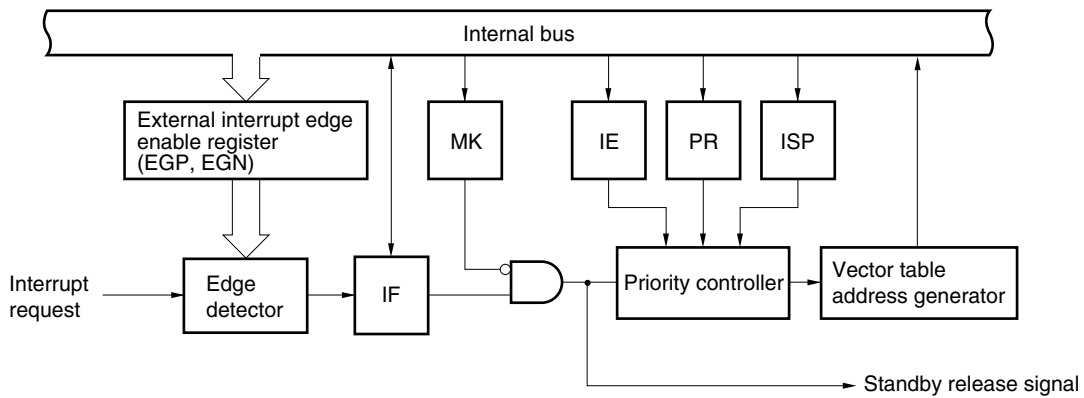 Internal bus
External interrupt edge
enable register
(EGP, EGN)
MK
IE
PR
ISP
Interrupt
request
Edge
detector
IF
Priority controller
Vector table
address generator
Standby release signal